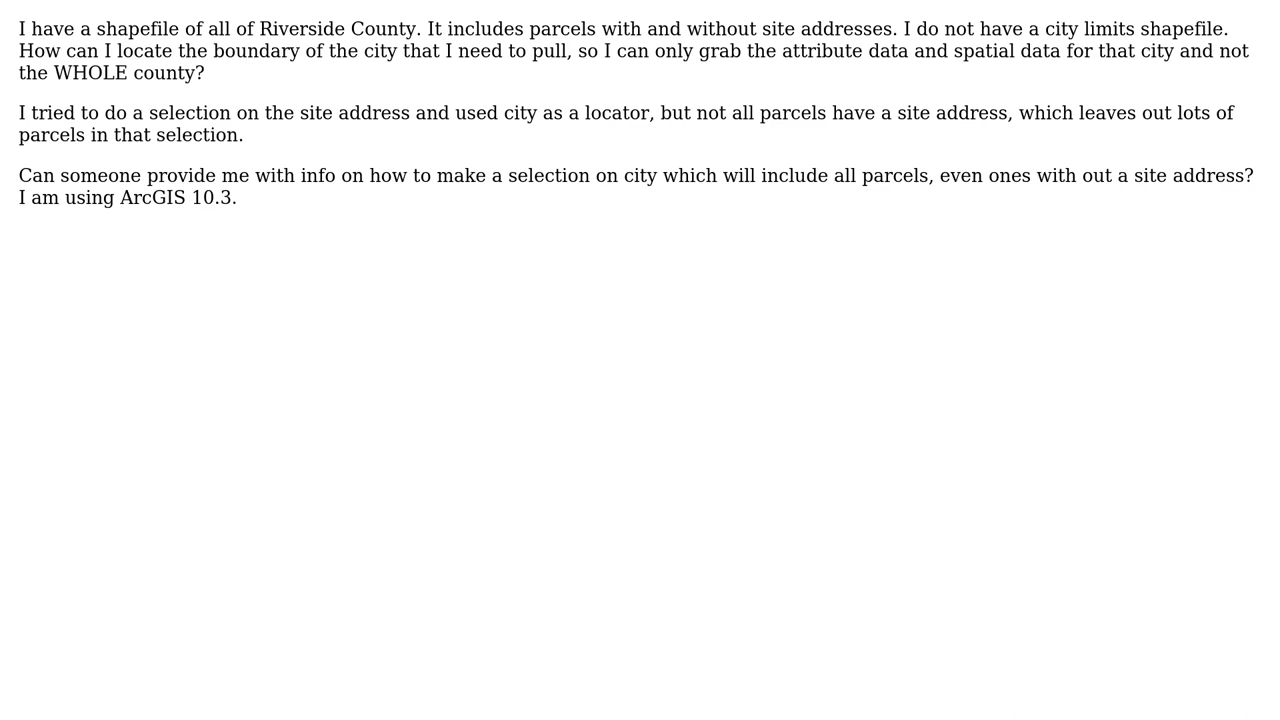 I have a shapefile of all of Riverside County. It includes parcels with and without site addresses. I do not have a city limits shapefile.
How can I locate the boundary of the city that I need to pull, so I can only grab the attribute data and spatial data for that city and not
the WHOLE county?
I tried to do a selection on the site address and used city as a locator, but not all parcels have a site address, which leaves out lots of
parcels in that selection.
Can someone provide me with info on how to make a selection on city which will include all parcels, even ones with out a site address?
I am using ArcGIS 10.3.